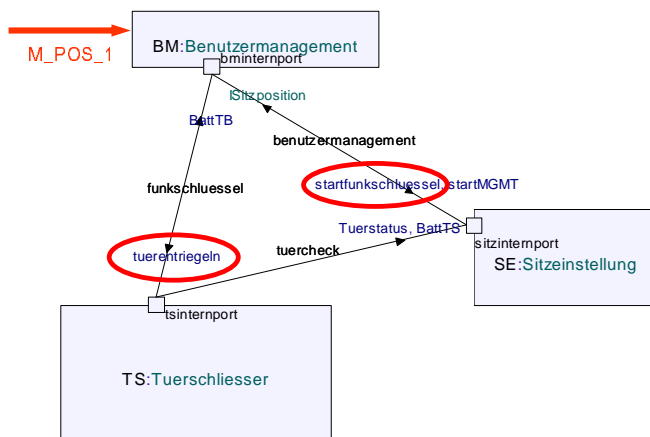 BM:Benutzermanagement
M_POS_1
bminternport
ISitzposition
BattTB
benutzermanagement
funkschluessel
startfunkschluessel, startMGMT
Tuerstatus, BattTS
tuercheck
tuerentriegeln
sitzinternport
SE:Sitzeinstellung
tsinternport
TS:Tuerschliesser